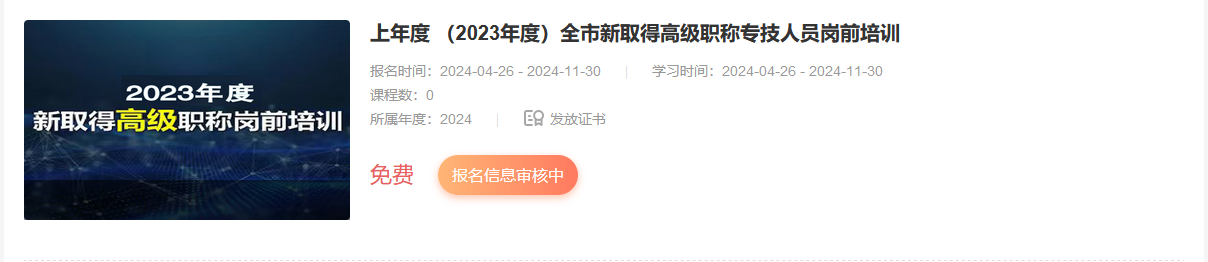 2023年度
新取得高级职称岗前培训
上年度 （2023年度）全市新取得高级职称专技人员岗前培训
报名时间：2024-04-26 - 2024-11-30 | 学习时间：2024-04-26 - 2024-11-30
课程数：0
所属年度：2024 | 发放证书
免费 报名信息审核中